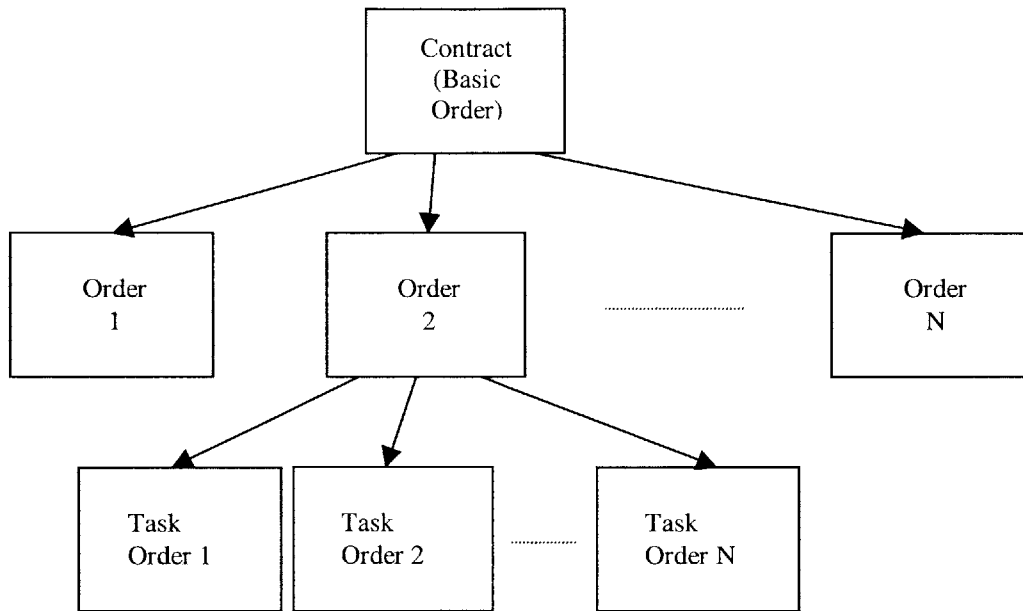 Contract
(Basic
Order)
Order
1
Order
2
Order
N
Task
Order 1
Task
Order 2
Task
Order N